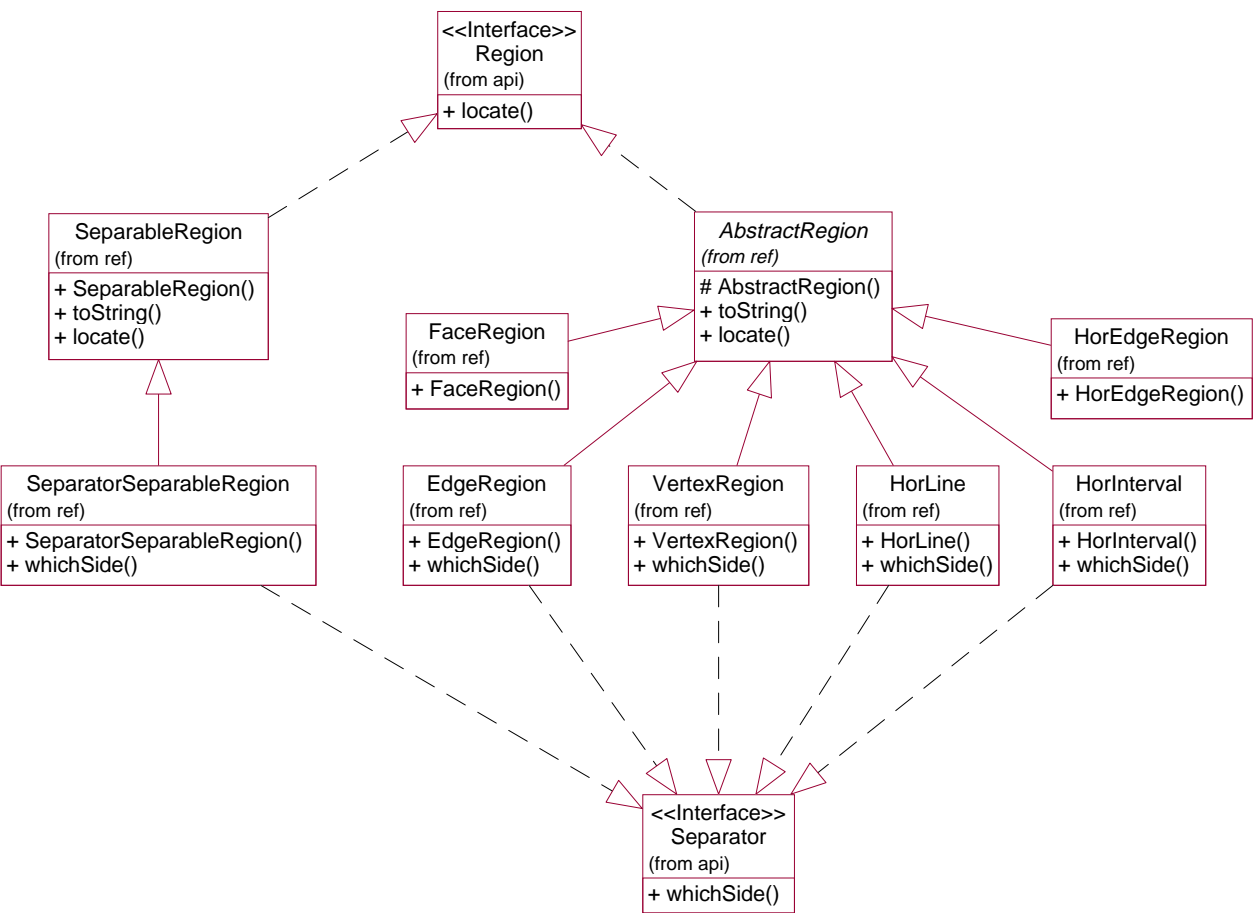 <<Interface>>
Region
(from api)
+ locate()
SeparableRegion
(from ref)
+ SeparableRegion()
+ toString()
+ locate()
AbstractRegion
(from ref)
# AbstractRegion()
+ toString()
+ locate()
FaceRegion
(from ref)
+ FaceRegion()
HorEdgeRegion
(from ref)
+ HorEdgeRegion()
SeparatorSeparableRegion
(from ref)
+ SeparatorSeparableRegion()
+ whichSide()
EdgeRegion
(from ref)
+ EdgeRegion()
+ whichSide()
VertexRegion
(from ref)
+ VertexRegion()
+ whichSide()
HorLine
(from ref)
+ HorLine()
+ whichSide()
HorInterval
(from ref)
+ HorInterval()
+ whichSide()
<<Interface>>
Separator
(from api)
+ whichSide()